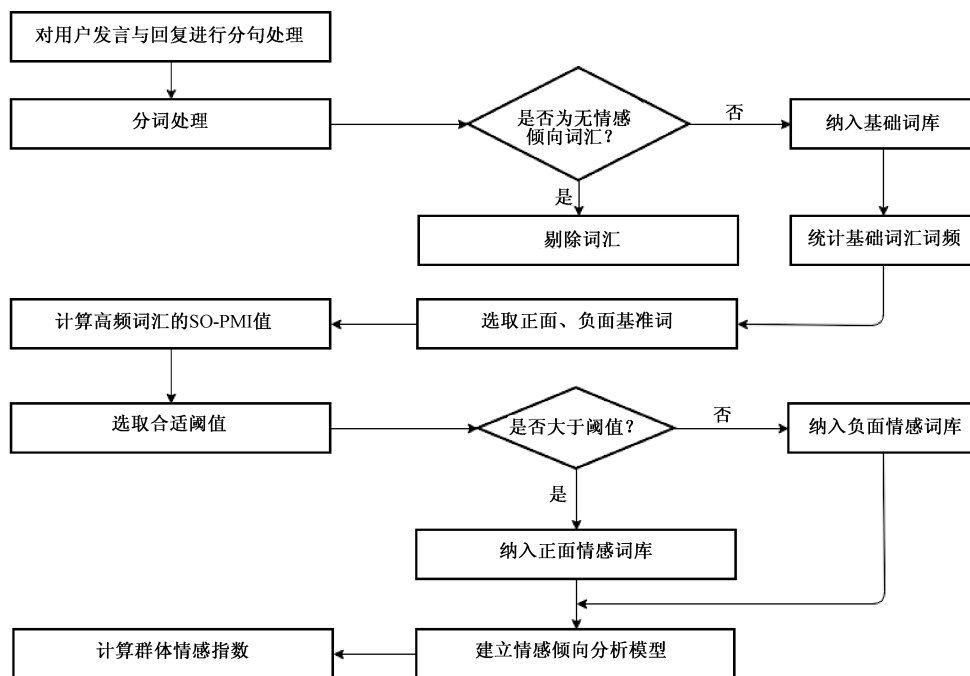 对用户发言与回复进行分句处理
分词处理
是否为无情感
倾向词汇？
否
纳入基础词库
是
剔除词汇
统计基础词汇词频
计算高频词汇的SO-PMI值
选取正面、负面基准词
选取合适阈值
是否大于阈值？
否
纳入负面情感词库
是
纳入正面情感词库
计算群体情感指数
建立情感倾向分析模型